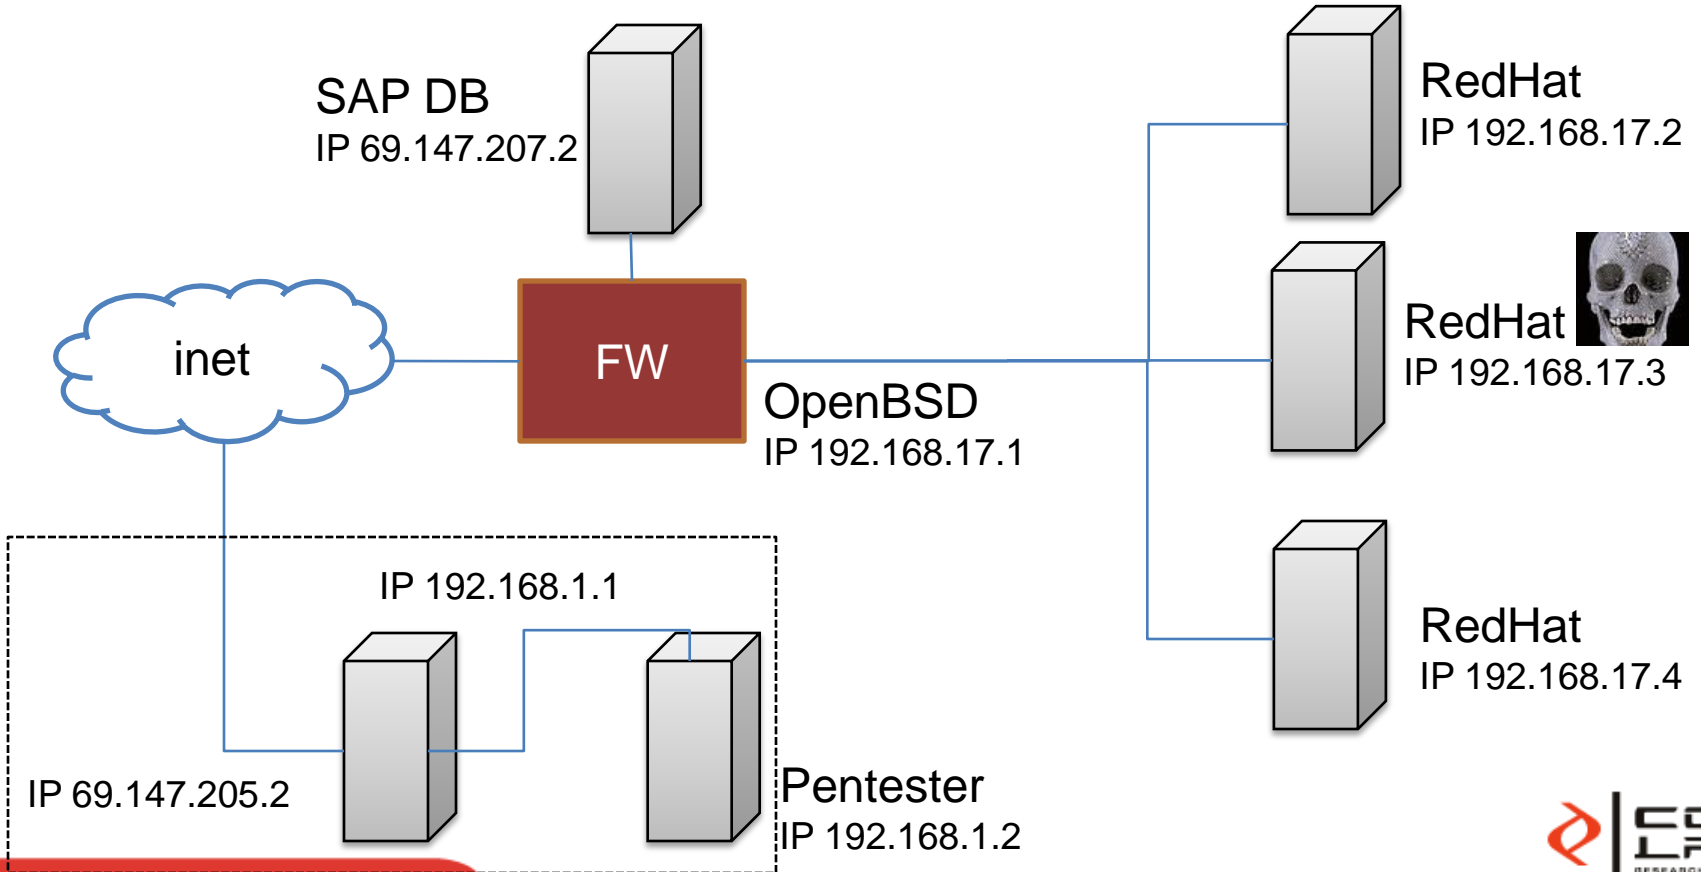 SAP DB
IP 69.147.207.2
RedHat
IP 192.168.17.2
inet
FW
OpenBSD
IP 192.168.17.1
RedHat
IP 192.168.17.3
IP 192.168.1.1
IP 69.147.205.2
Pentester
IP 192.168.1.2
RedHat
IP 192.168.17.4